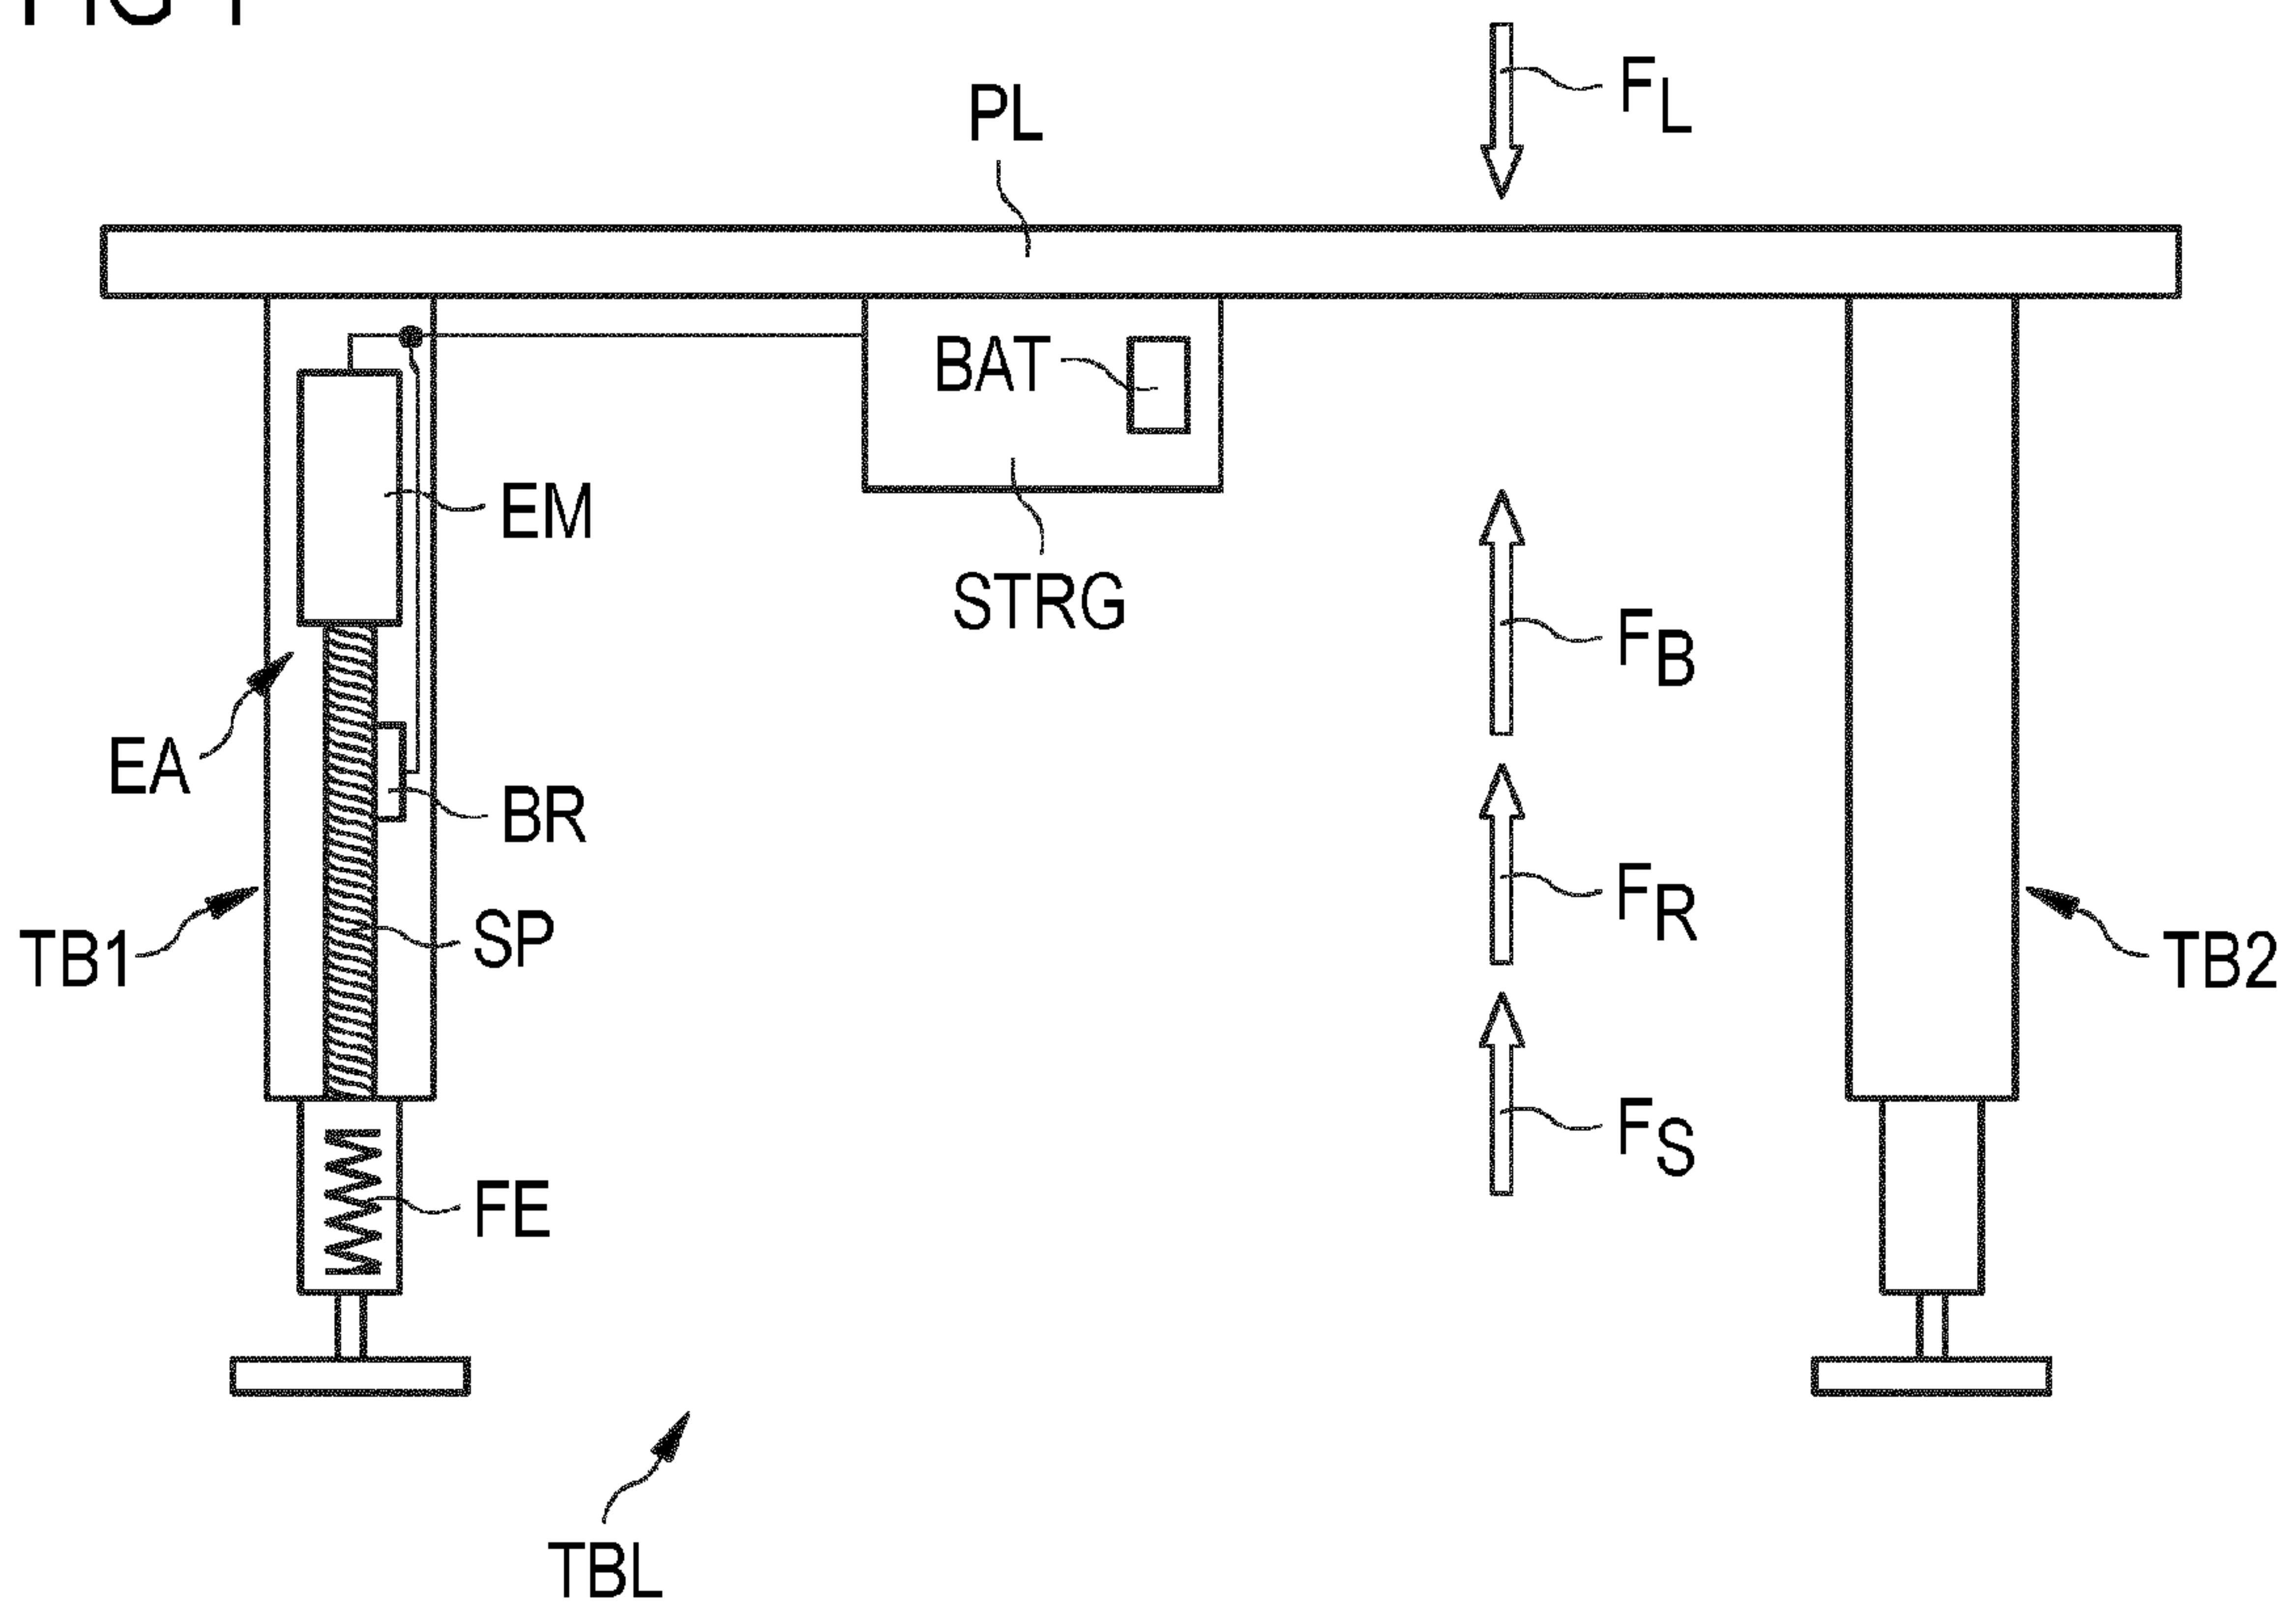 FIG 1
F_L
PL
BAT
EM
STRG
F_B
EA
BR
F_R
TB1
SP
TB2
F_S
FE
TBL